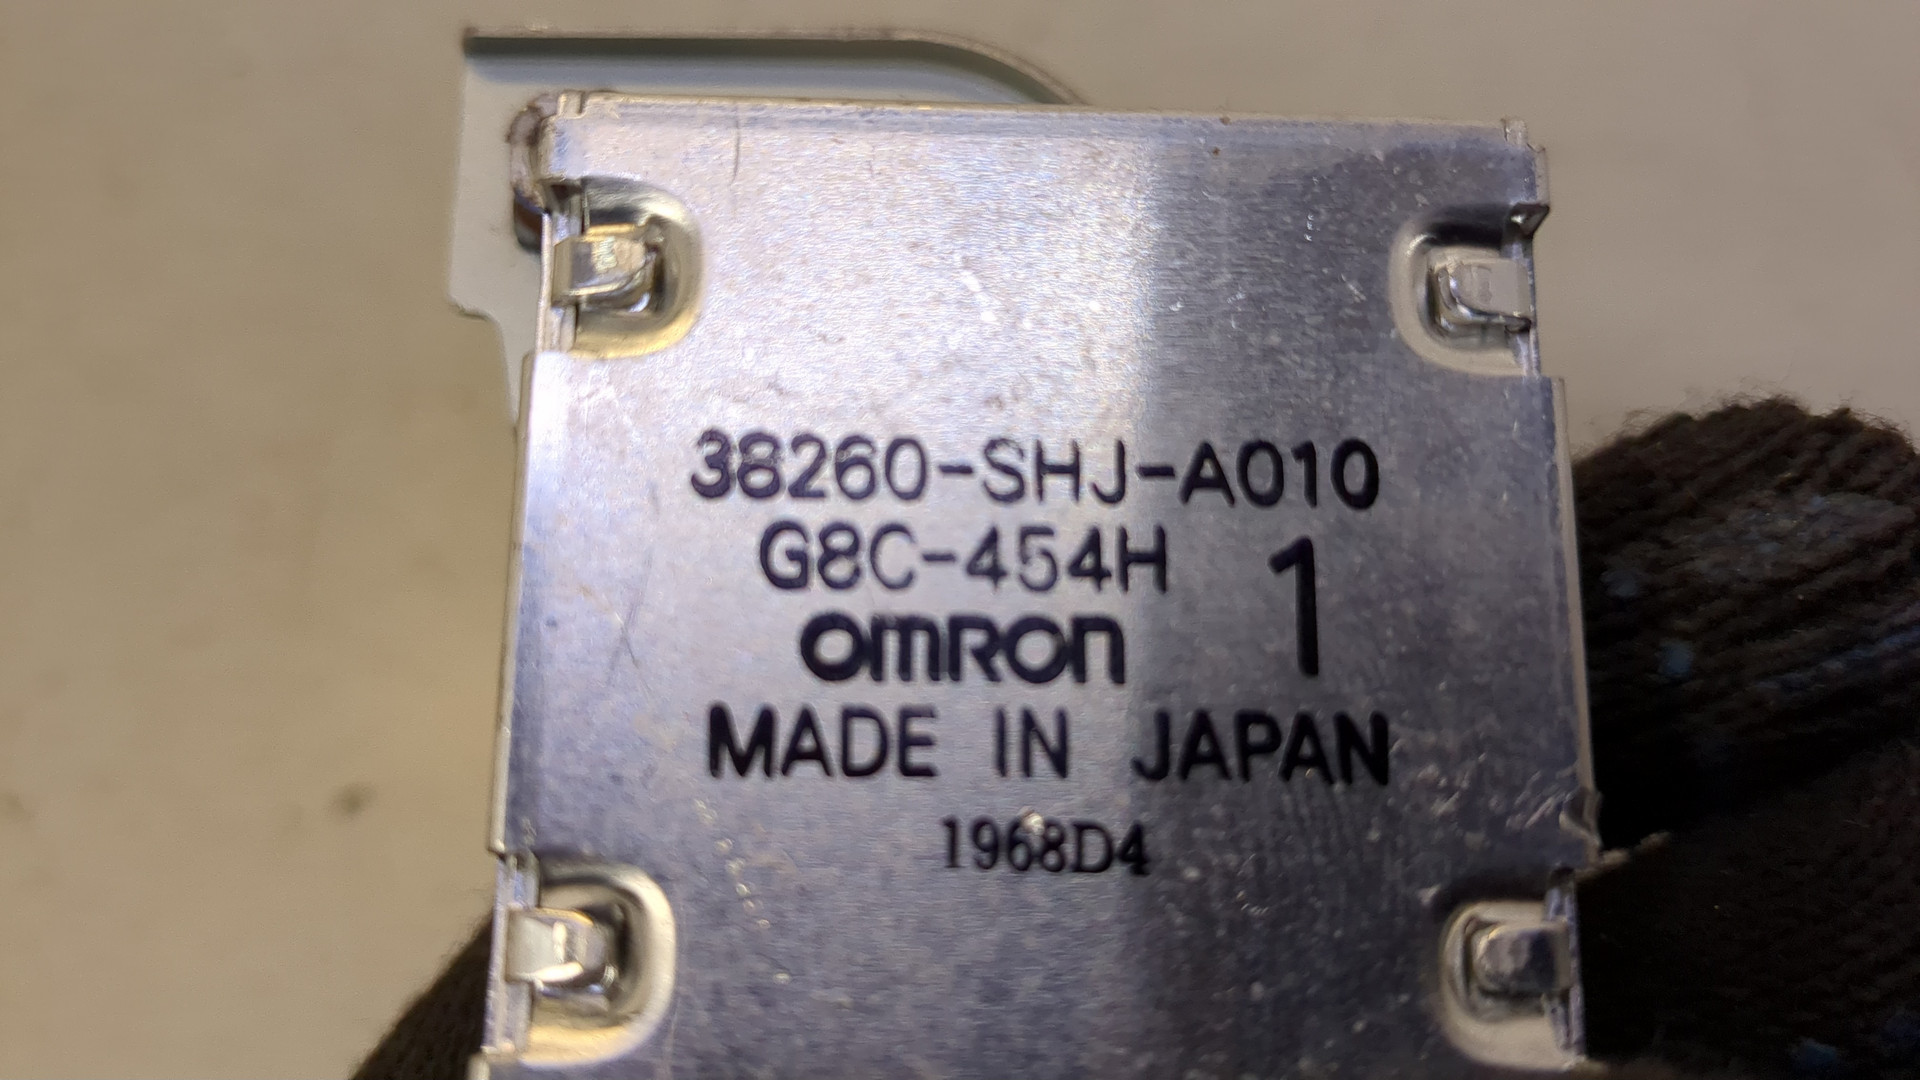 38260-SHJ-A010
G8C-454H 1
omron
MADE IN JAPAN
1968D4